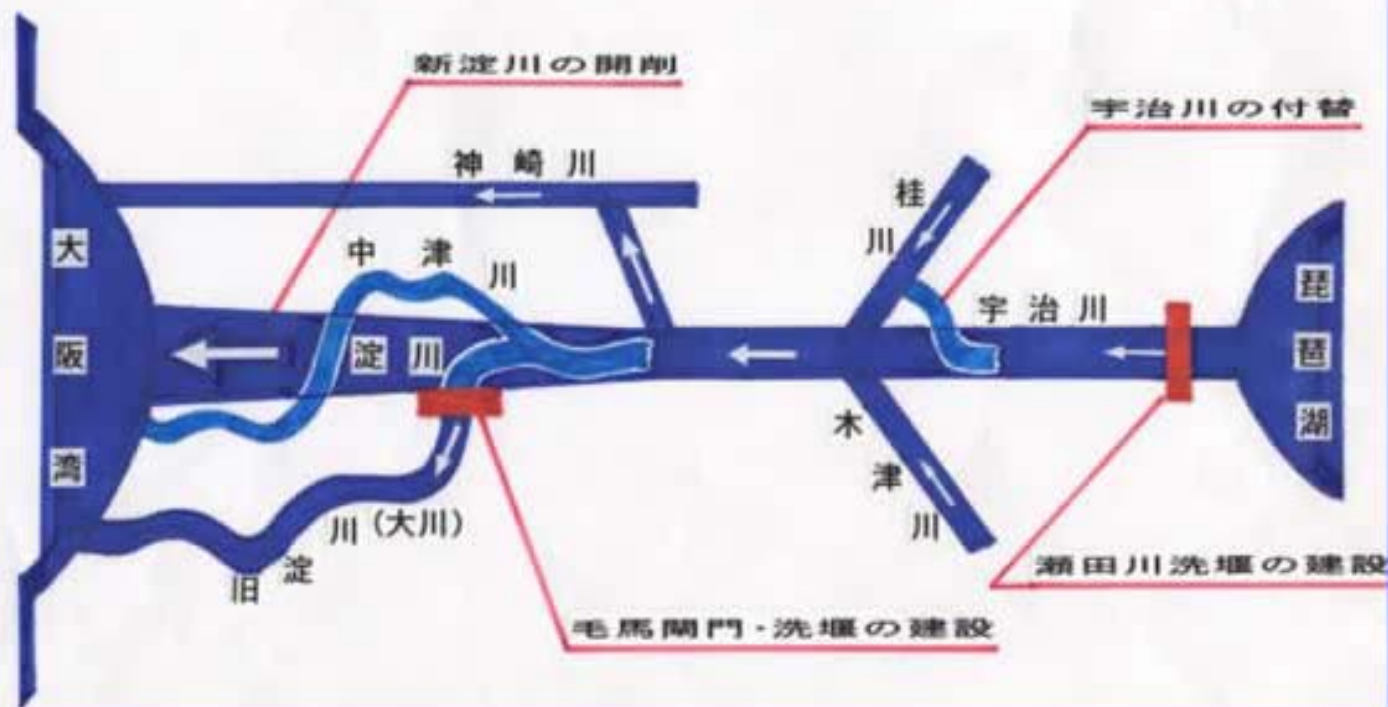 新淀川の開削
宇治川の付替
神崎川
桂川
中津川
宇治川
大阪湾
淀川
琵琶湖
木津川
旧淀川(大川)
瀬田川洗堰の建設
毛馬閘門・洗堰の建設